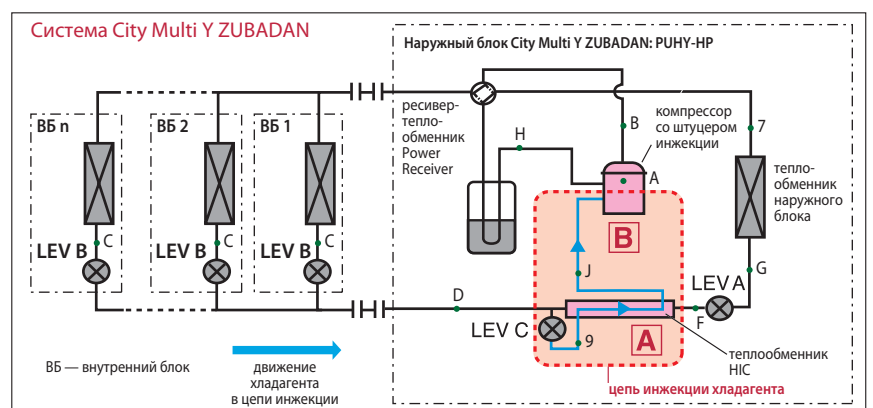 Система City Multi Y ZUBADAN
Наружный блок City Multi Y ZUBADAN: PUHY-HP
ресивер-
тепло-
обменник
Power
Receiver
компрессор
со штуцером
инжекции
ВБ n
ВБ 2
ВБ 1
B
7
H
A
тепло-
обменник
наружного
блока
B
C
C
C
LEV B
LEV B
LEV B
J
G
LEV A
D
F
LEV C
9
A
теплообменник
HIC
цепь инжекции хладагента
ВБ — внутренний блок
движение
хладагента
в цепи инжекции